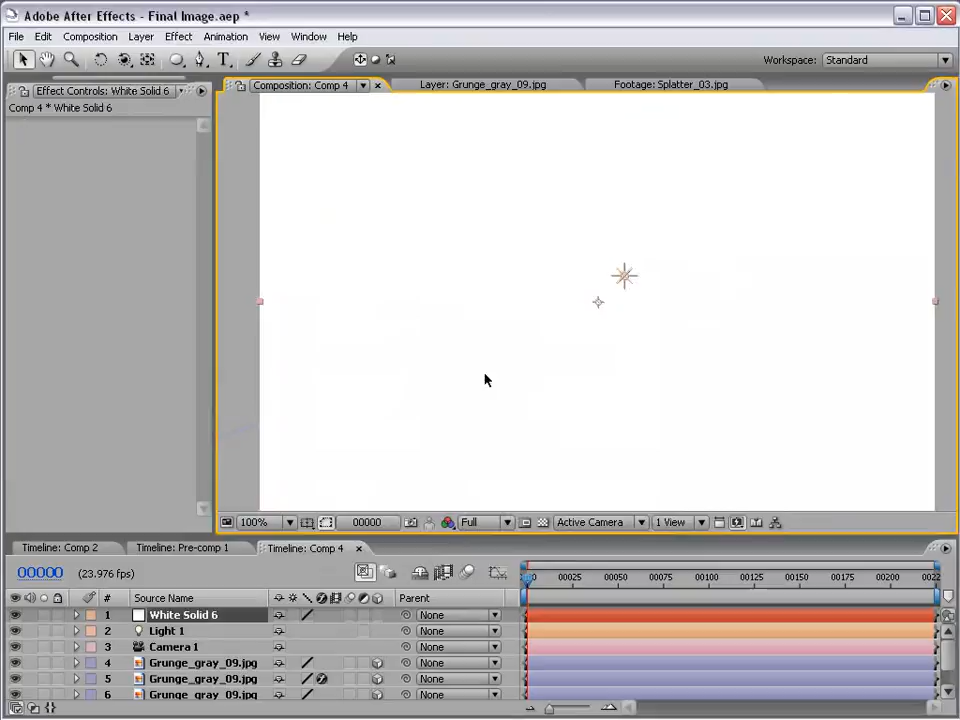 Adobe After Effects - Final Image.aep *
File Edit Composition Layer Effect Animation View Window Help
T Workspace: Standard
Effect Controls: White Solid 6 Composition: Comp 4 Layer: Grunge_gray_09.jpg Footage: Splatter_03.jpg
Comp 4 * White Solid 6
100% 00000 Full Active Camera 1 View
Timeline: Comp 2 Timeline: Pre-comp 1 Timeline: Comp 4
00000 (23.976 fps)
00025 00050 00075 00100 00125 00150 00175 00200
# Source Name Parent
1 White Solid 6 None
2 Light 1 None
3 Camera 1 None
4 Grunge_gray_09.jpg None
5 Grunge_gray_09.jpg None
6 Grunge_gray_09.jpg None